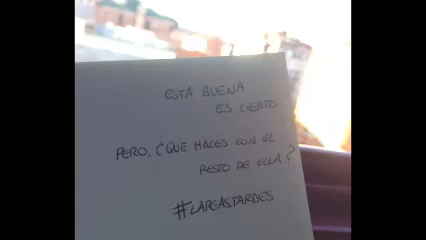 ESTA BUENA
ES CIERTO
PERO, ¿QUE HACES CON EL
RESTO DE ELLA?
#LARGASTARDES